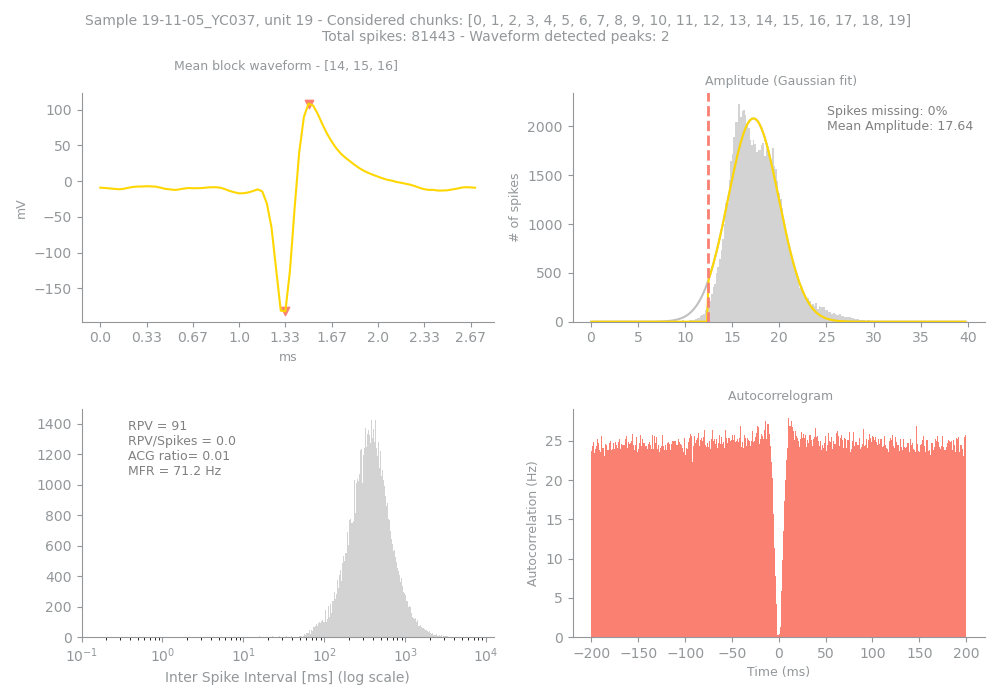 Sample 19-11-05_YC037, unit 19 - Considered chunks: [0, 1, 2, 3, 4, 5, 6, 7, 8, 9, 10, 11, 12, 13, 14, 15, 16, 17, 18, 19]
Total spikes: 81443 - Waveform detected peaks: 2
Mean block waveform - [14, 15, 16]
100
50
0
−50
−100
−150
mV
0.0 0.33 0.67 1.0 1.33 1.67 2.0 2.33 2.67
ms
Amplitude (Gaussian fit)
Spikes missing: 0%
Mean Amplitude: 17.64
2000
1500
1000
500
0
# of spikes
0 5 10 15 20 25 30 35 40
RPV = 91
RPV/Spikes = 0.0
ACG ratio= 0.01
MFR = 71.2 Hz
1400
1200
1000
800
600
400
200
0
10⁻¹ 10⁰ 10¹ 10² 10³ 10⁴
Inter Spike Interval [ms] (log scale)
Autocorrelogram
25
20
15
10
5
0
Autocorrelation (Hz)
−200 −150 −100 −50 0 50 100 150 200
Time (ms)